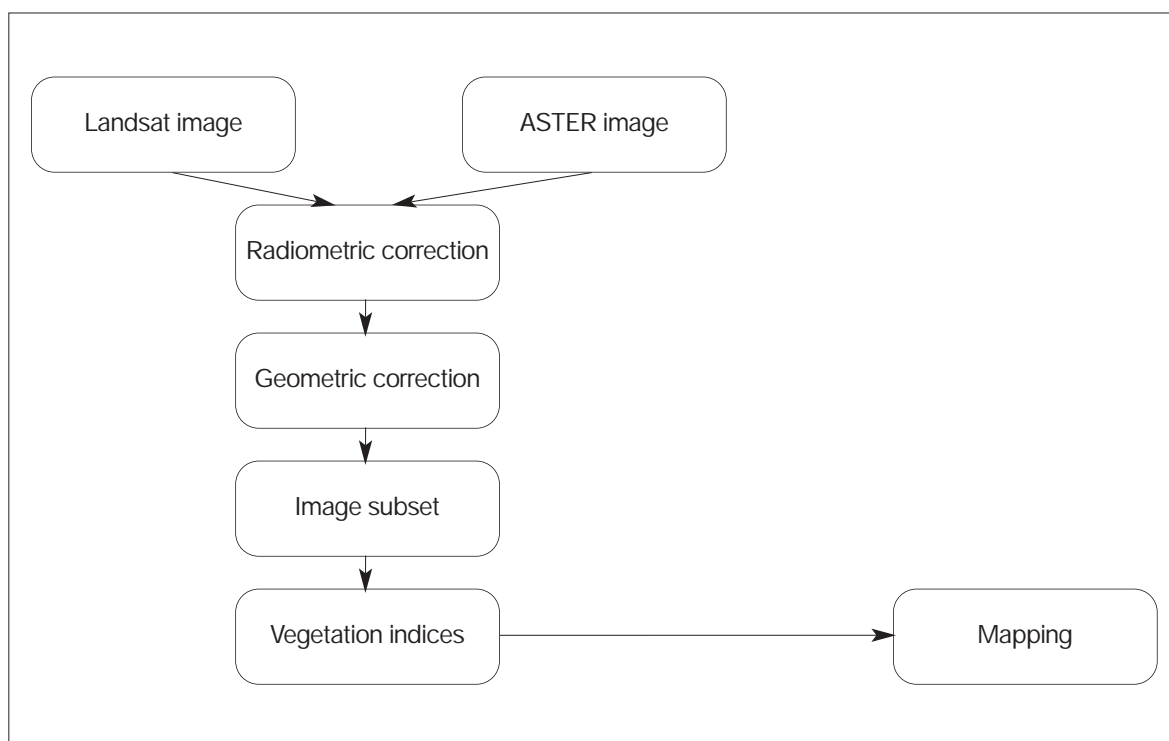 Landsat image
ASTER image
Radiometric correction
Geometric correction
Image subset
Vegetation indices
Mapping